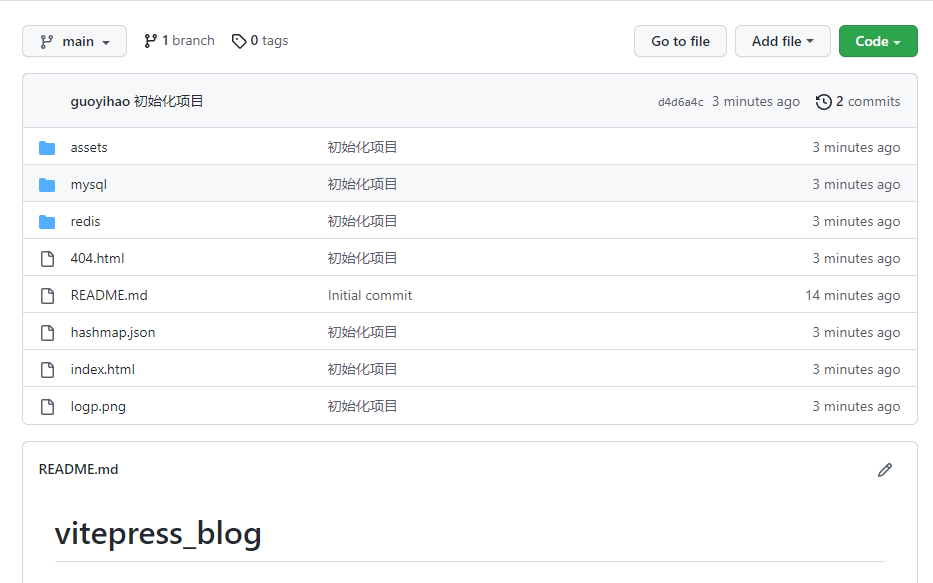 main 1 branch 0 tags Go to file Add file Code
guoyihao 初始化项目 d4d6a4c 3 minutes ago 2 commits
assets 初始化项目 3 minutes ago
mysql 初始化项目 3 minutes ago
redis 初始化项目 3 minutes ago
404.html 初始化项目 3 minutes ago
README.md Initial commit 14 minutes ago
hashmap.json 初始化项目 3 minutes ago
index.html 初始化项目 3 minutes ago
logp.png 初始化项目 3 minutes ago
README.md
vitepress_blog